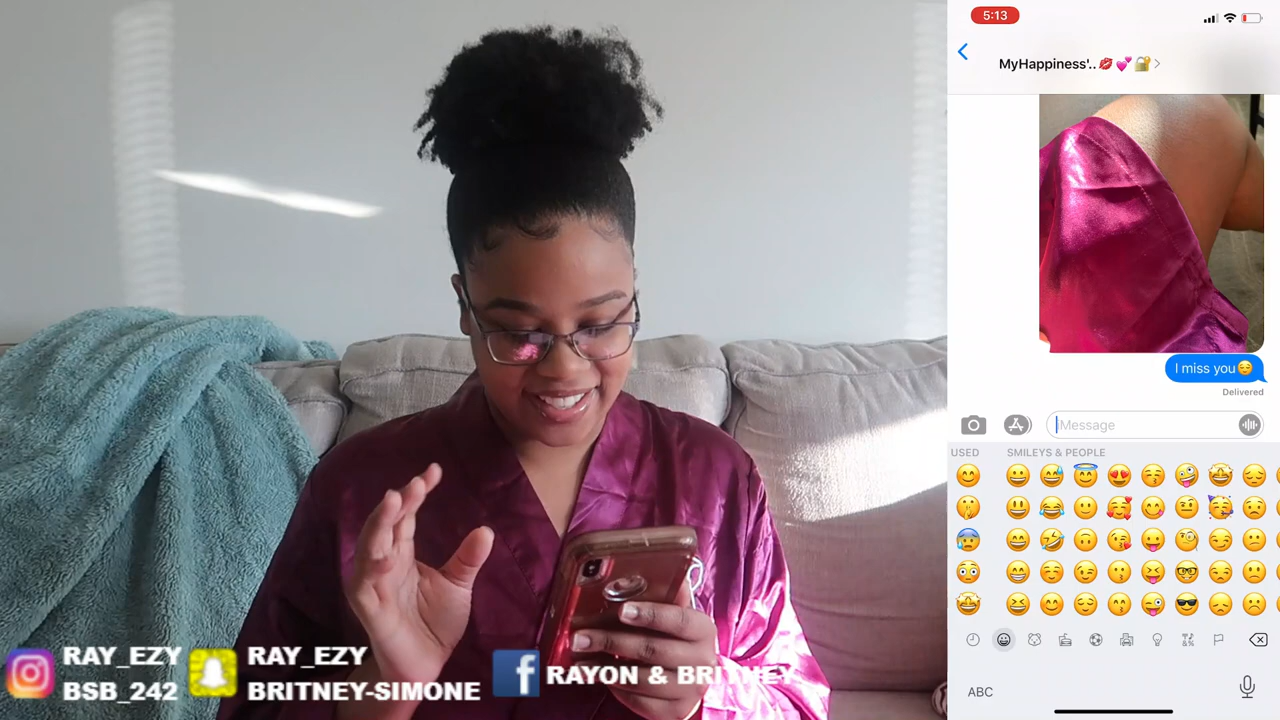 5:13
MyHappiness'..💋💕🔐
I miss you😌
Delivered
Message
USED
SMILEYS & PEOPLE
ABC
RAY_EZY
BSB_242
RAY_EZY
BRITNEY-SIMONE
RAYON & BRITNEY